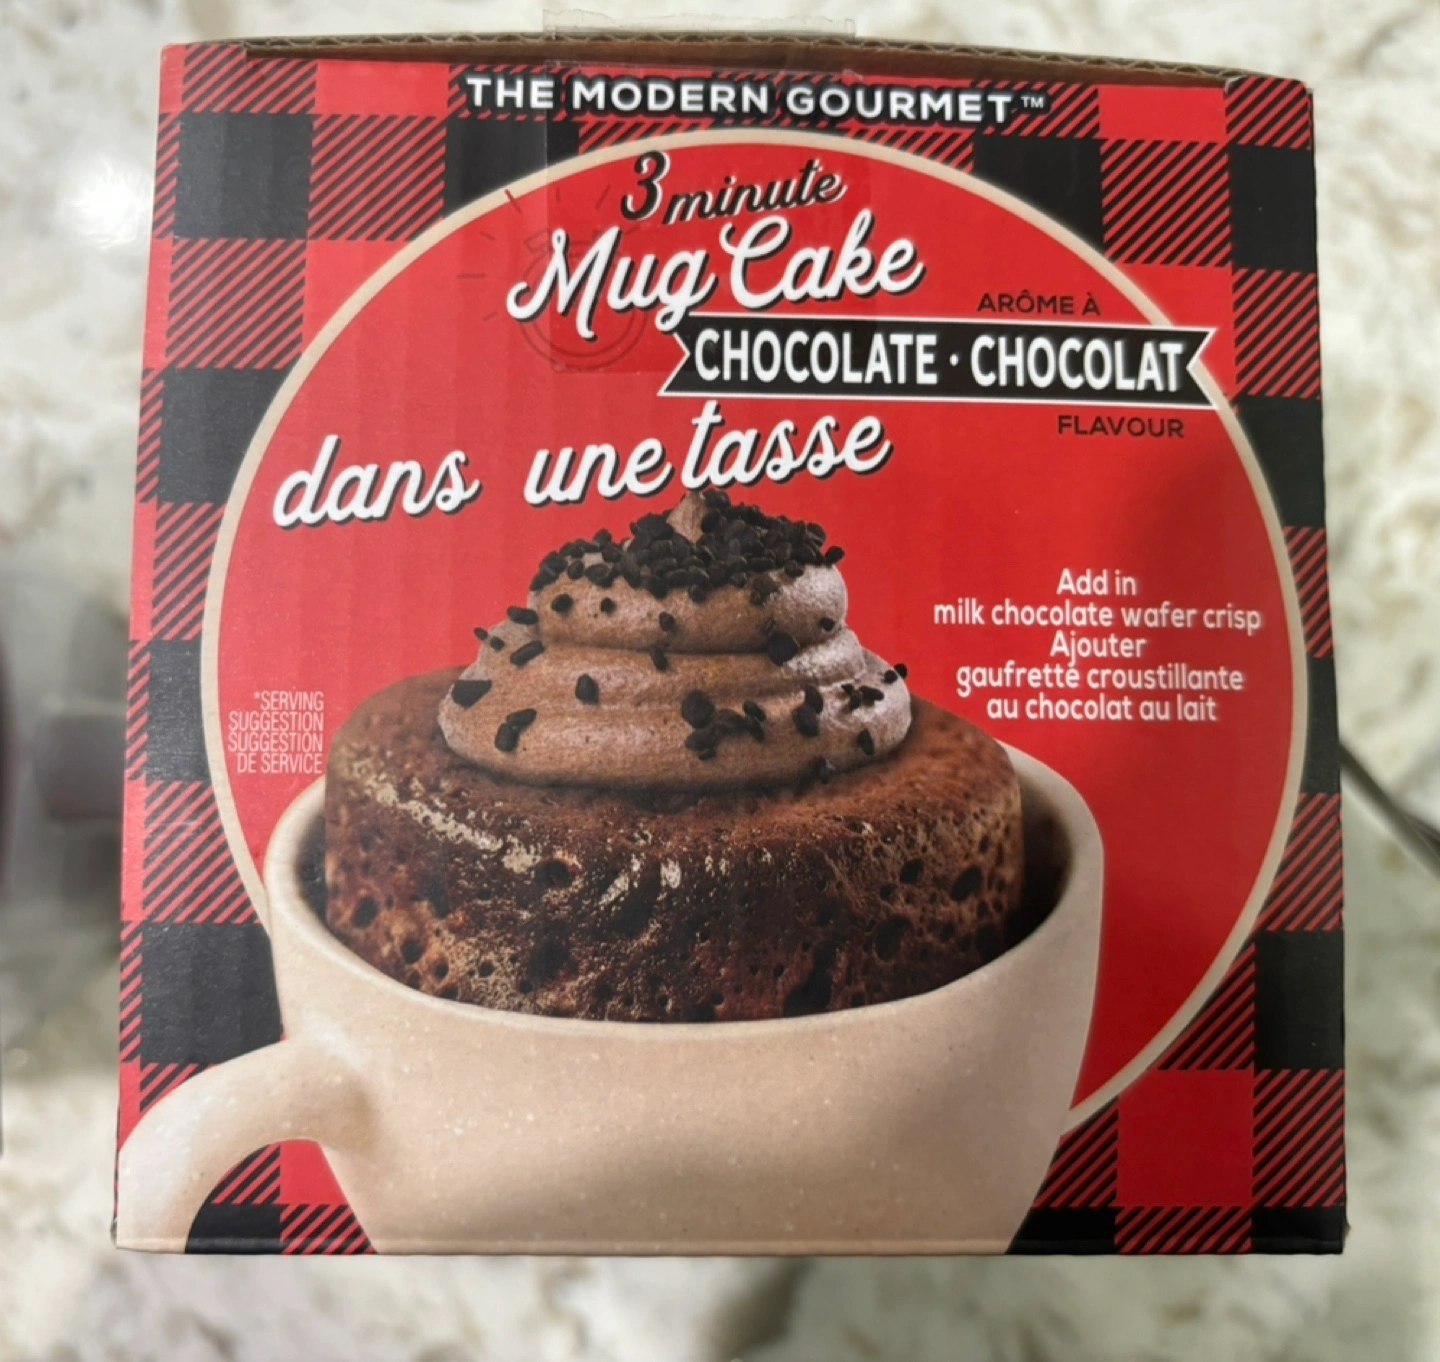 THE MODERN GOURMET™
3 minute
Mug Cake
ARÔME À
CHOCOLATE · CHOCOLAT
FLAVOUR
dans une tasse
Add in
milk chocolate wafer crisp
Ajouter
gaufrette croustillante
au chocolat au lait
*SERVING
SUGGESTION
SUGGESTION
DE SERVICE